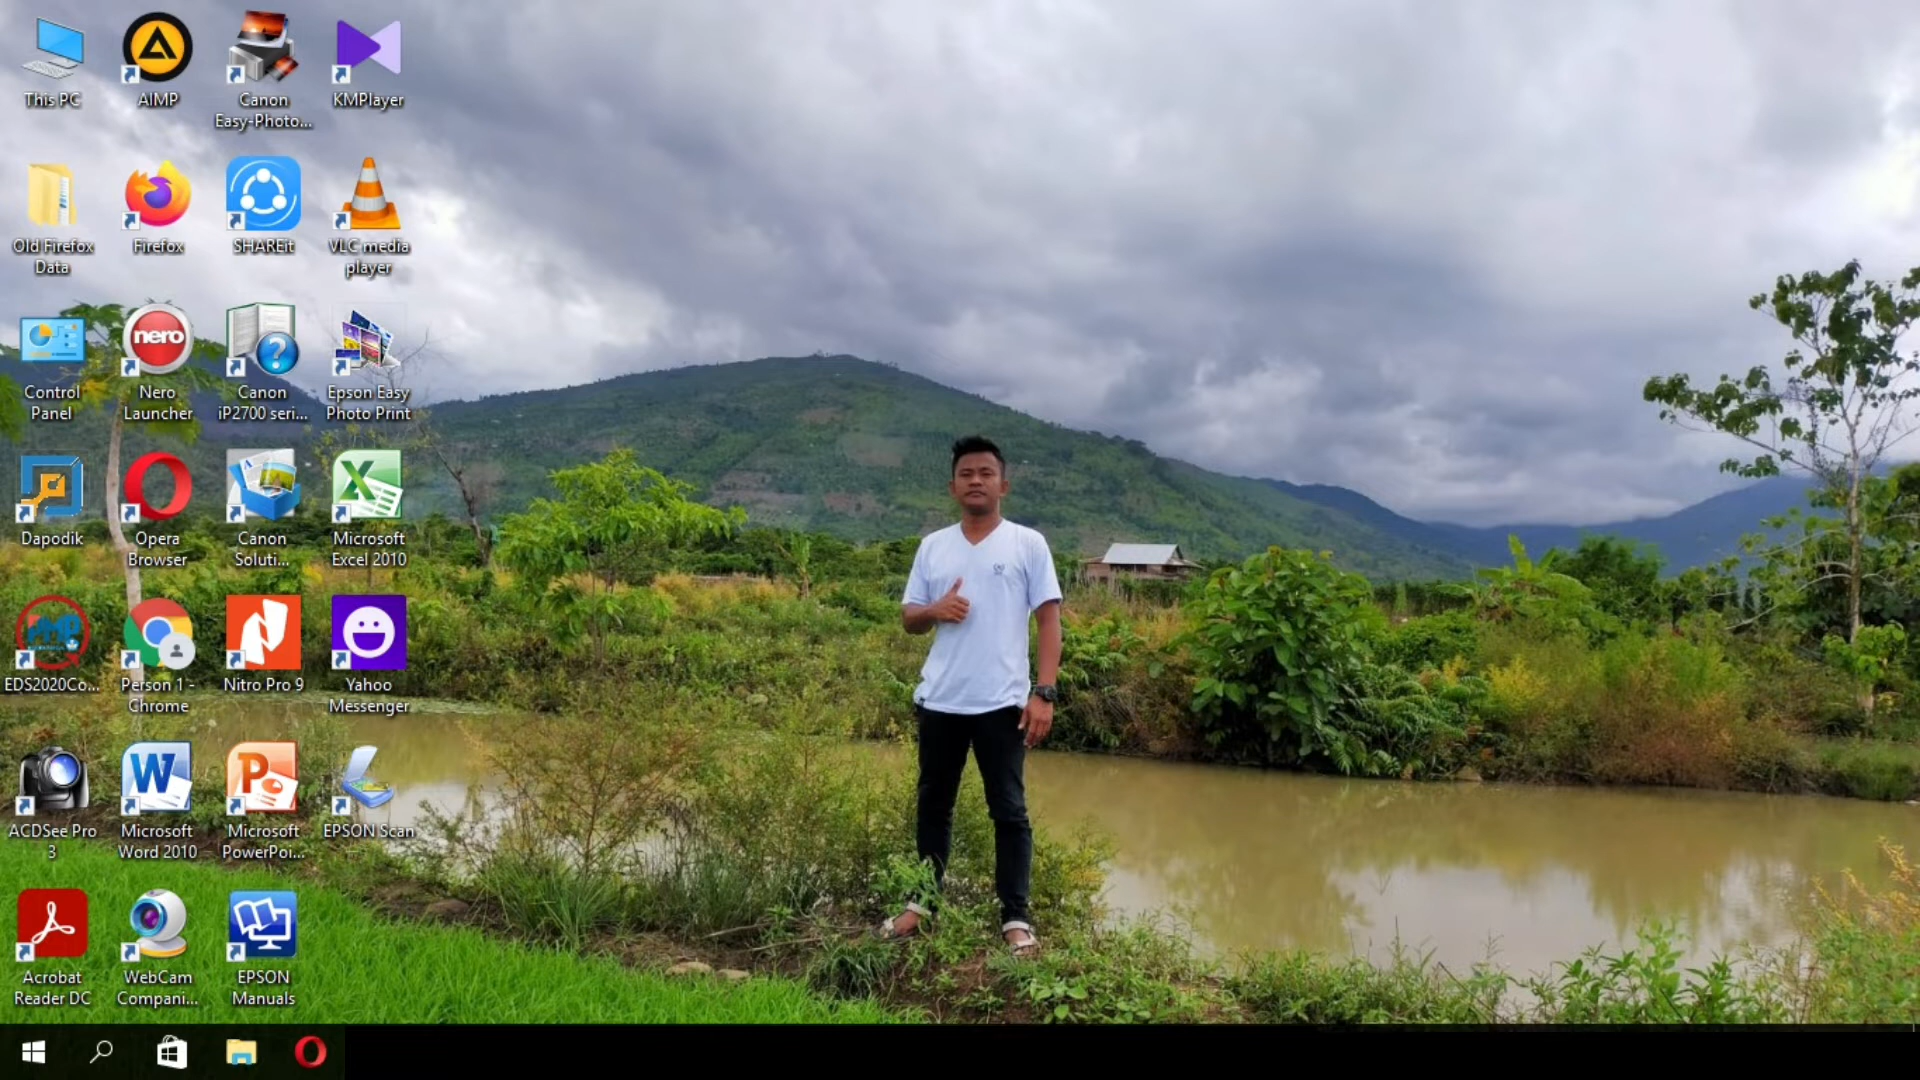 This PC
AIMP
Canon
Easy-Photo...
KMPlayer
Old Firefox
Data
Firefox
SHAREit
VLC media
player
Control
Panel
nero
Nero
Launcher
Canon
iP2700 seri...
Epson Easy
Photo Print
Dapodik
Opera
Browser
Canon
Soluti...
Microsoft
Excel 2010
EDS2020Co...
Person 1 -
Chrome
Nitro Pro 9
Yahoo
Messenger
ACDSee Pro
3
Microsoft
Word 2010
Microsoft
PowerPoi...
EPSON Scan
Acrobat
Reader DC
WebCam
Compani...
EPSON
Manuals